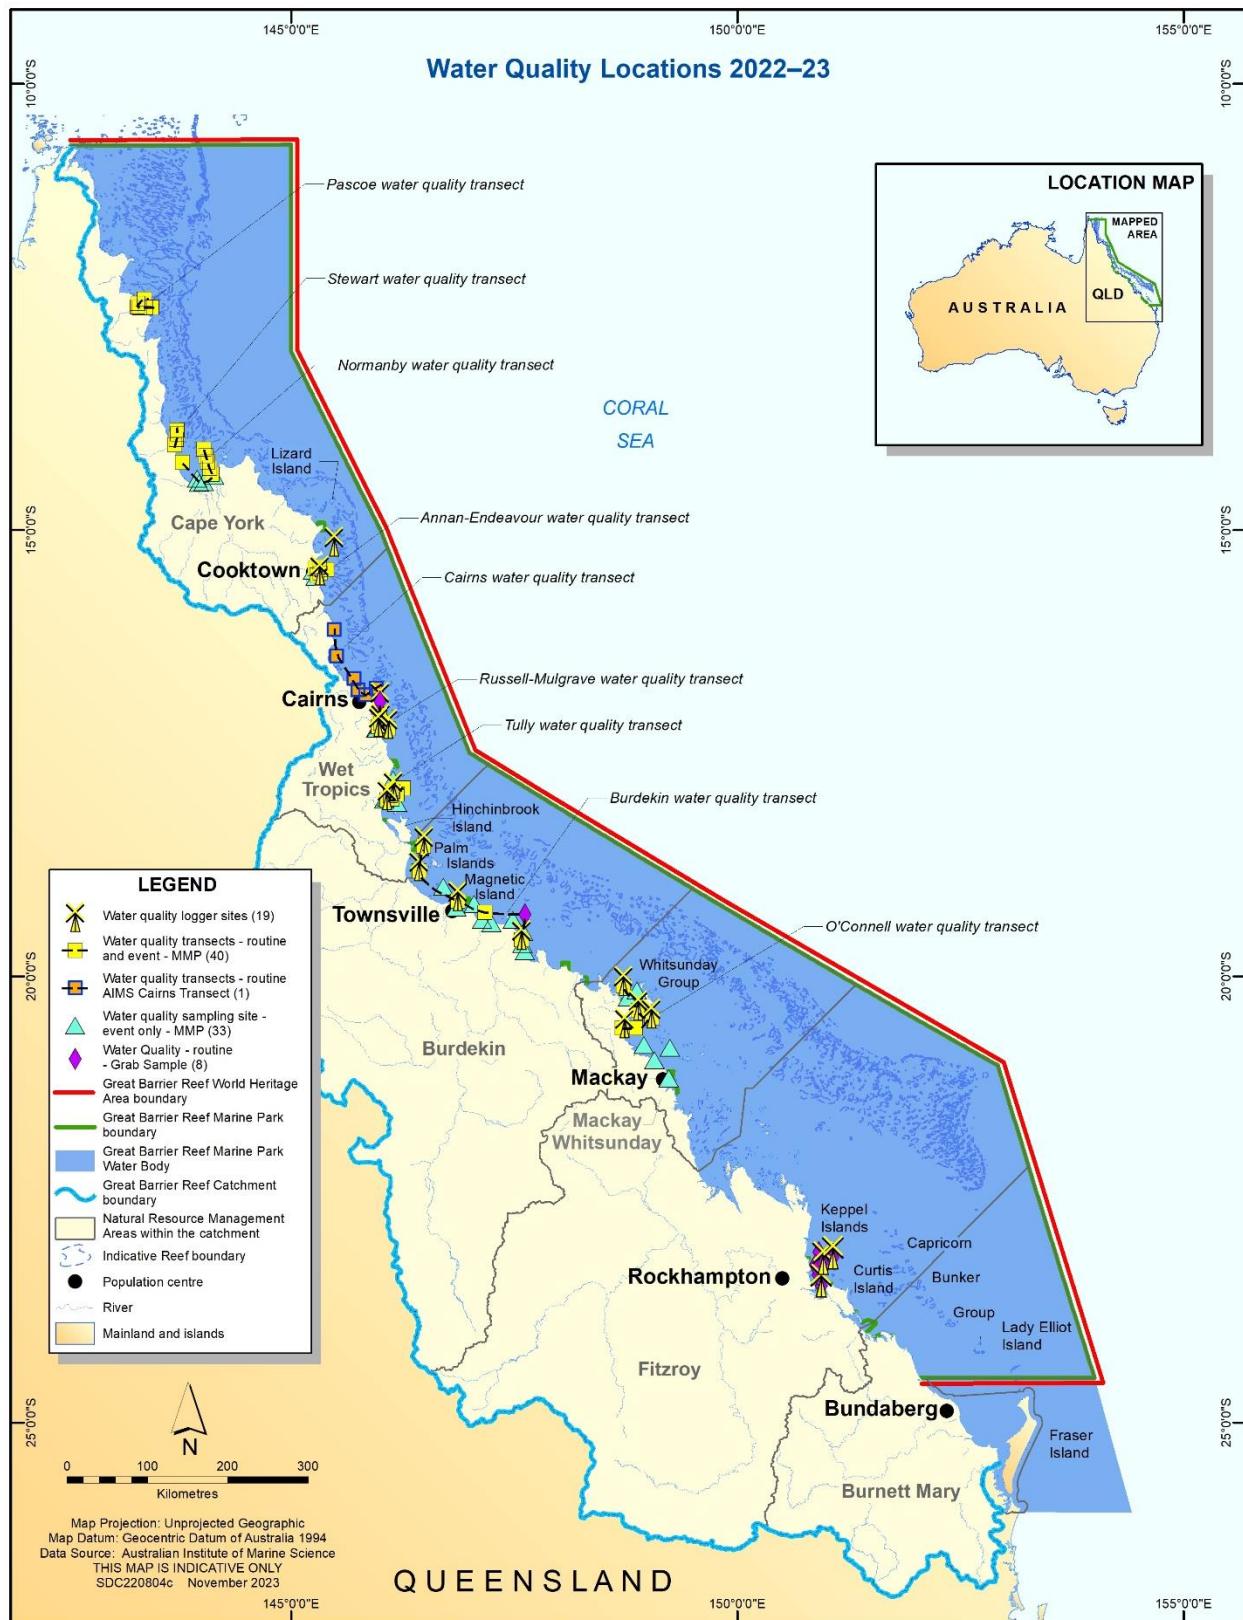 145°0'0"E
150°0'0"E
155°0'0"E
10°0'0"S
10°0'0"S
Water Quality Locations 2022–23
LOCATION MAP
MAPPED
AREA
QLD
AUSTRALIA
Pascoe water quality transect
Stewart water quality transect
Normanby water quality transect
CORAL
SEA
Lizard
Island
Annan-Endeavour water quality transect
Cape York
15°0'0"S
15°0'0"S
Cooktown
Cairns water quality transect
Russell-Mulgrave water quality transect
Cairns
Tully water quality transect
Wet
Tropics
Burdekin water quality transect
Hinchinbrook
Island
Palm
Islands
Magnetic
Island
Townsville
O'Connell water quality transect
20°0'0"S
20°0'0"S
Whitsunday
Group
Burdekin
Mackay
Mackay
Whitsunday
Keppel
Islands
Capricorn
Rockhampton
Curtis
Island
Bunker
Group
Lady Elliot
Island
Fitzroy
Bundaberg
25°0'0"S
25°0'0"S
Fraser
Island
Burnett Mary
LEGEND
Water quality logger sites (19)
Water quality transects - routine
and event - MMP (40)
Water quality transects - routine
AIMS Cairns Transect (1)
Water quality sampling site -
event only - MMP (33)
Water Quality - routine
- Grab Sample (8)
Great Barrier Reef World Heritage
Area boundary
Great Barrier Reef Marine Park
boundary
Great Barrier Reef Marine Park
Water Body
Great Barrier Reef Catchment
boundary
Natural Resource Management
Areas within the catchment
Indicative Reef boundary
Population centre
River
Mainland and islands
N
0 100 200 300
Kilometres
Map Projection: Unprojected Geographic
Map Datum: Geocentric Datum of Australia 1994
Data Source: Australian Institute of Marine Science
THIS MAP IS INDICATIVE ONLY
SDC220804c November 2023
QUEENSLAND
145°0'0"E
150°0'0"E
155°0'0"E